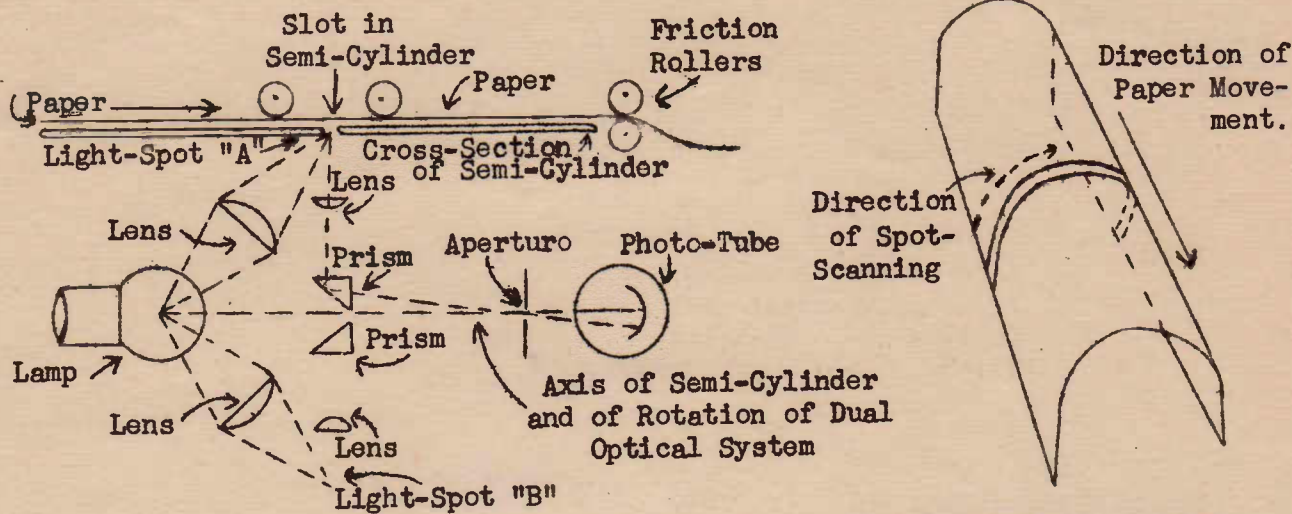 Slot in
Semi-Cylinder
Friction
Rollers
Paper
Paper
Light-Spot "A"
Cross-Section
of Semi-Cylinder
Lens
Lens
Prism
Aperturo
Photo-Tube
Prism
Lamp
Lens
Lens
Light-Spot "B"
Axis of Semi-Cylinder
and of Rotation of Dual
Optical System
Direction of
Paper Move-
ment.
Direction
of Spot-
Scanning